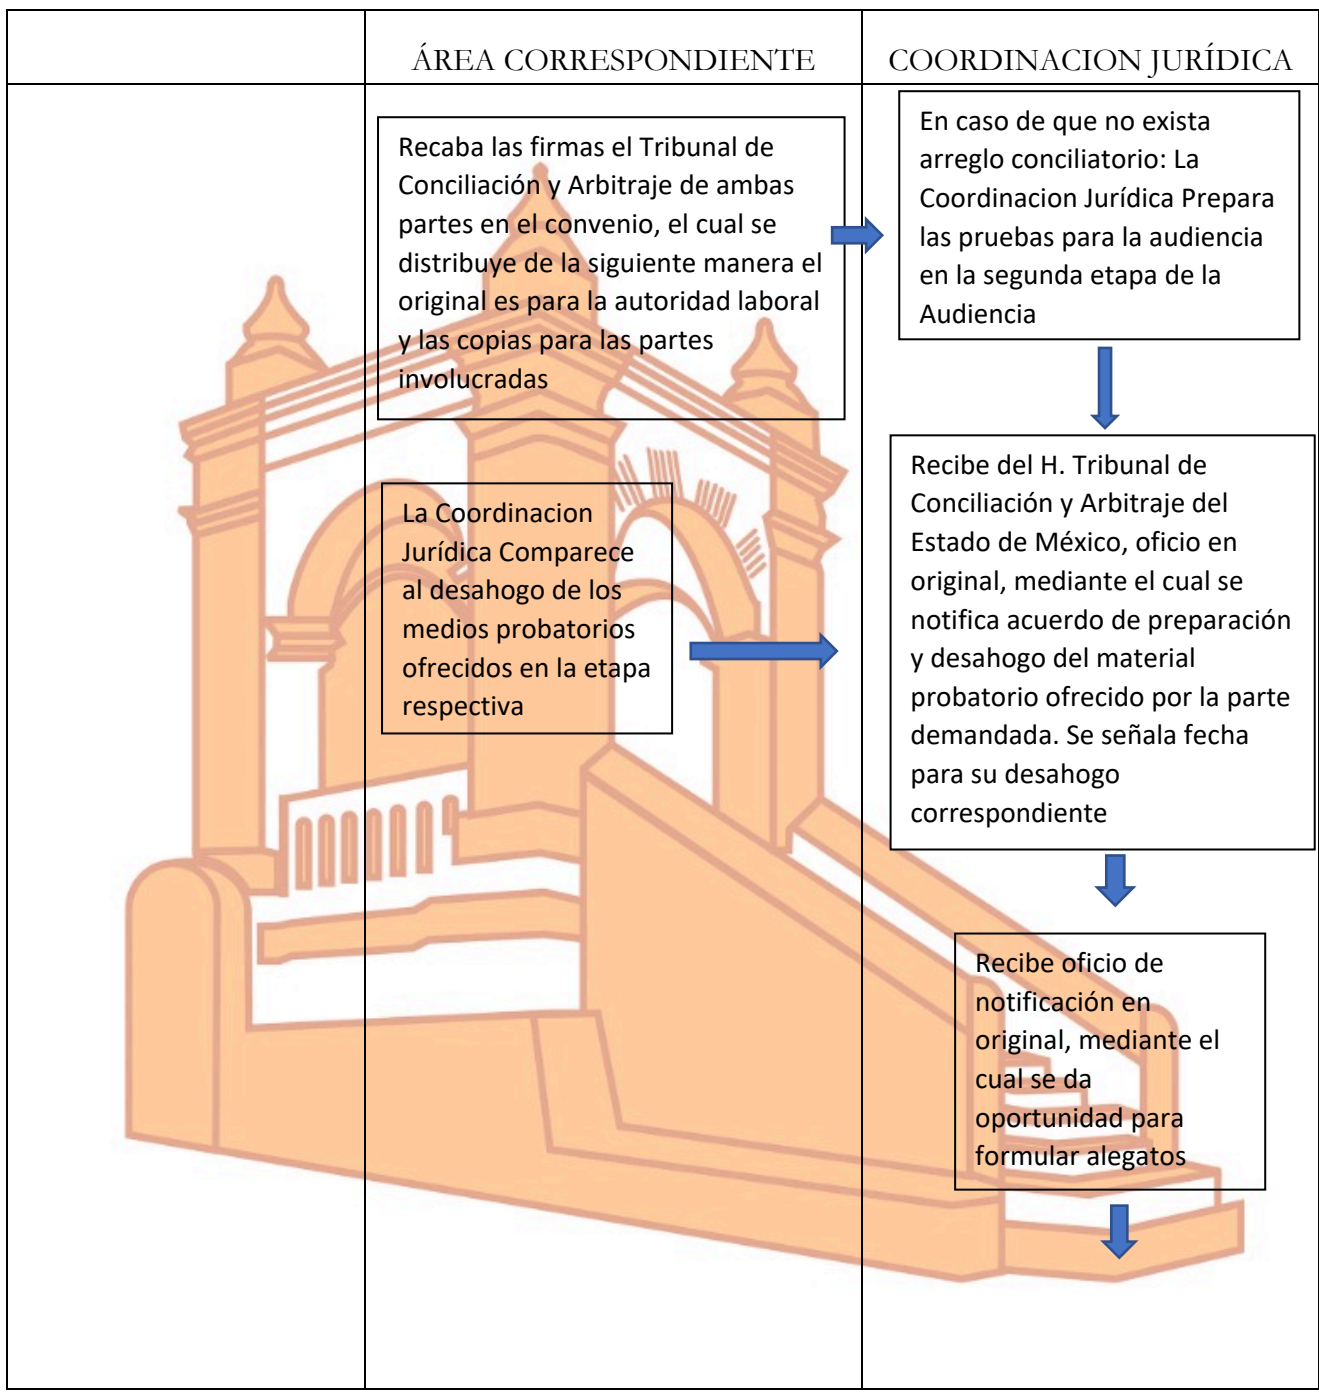 ÁREA CORRESPONDIENTE
COORDINACION JURÍDICA
Recaba las firmas el Tribunal de
Conciliación y Arbitraje de ambas
partes en el convenio, el cual se
distribuye de la siguiente manera el
original es para la autoridad laboral
y las copias para las partes
involucradas
En caso de que no exista
arreglo conciliatorio: La
Coordinacion Jurídica Prepara
las pruebas para la audiencia
en la segunda etapa de la
Audiencia
La Coordinacion
Jurídica Comparece
al desahogo de los
medios probatorios
ofrecidos en la etapa
respectiva
Recibe del H. Tribunal de
Conciliación y Arbitraje del
Estado de México, oficio en
original, mediante el cual se
notifica acuerdo de preparación
y desahogo del material
probatorio ofrecido por la parte
demandada. Se señala fecha
para su desahogo
correspondiente
Recibe oficio de
notificación en
original, mediante el
cual se da
oportunidad para
formular alegatos